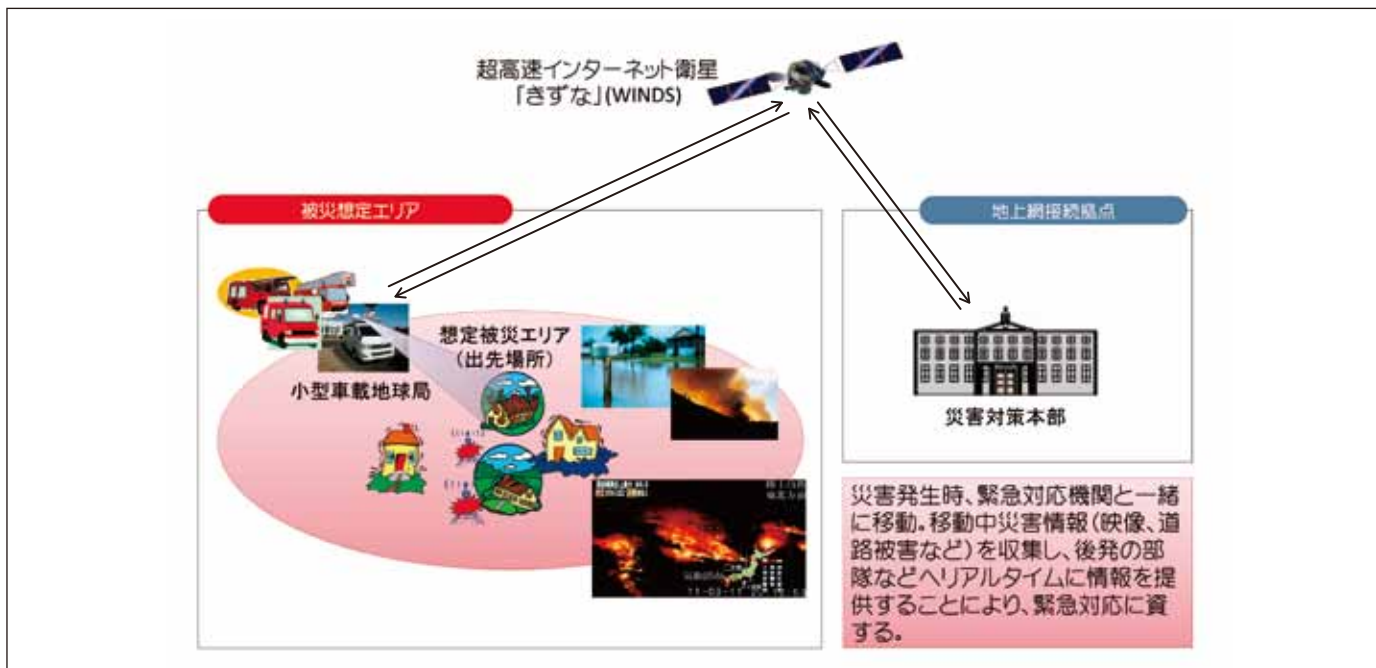 超高速インターネット衛星
「きずな」(WINDS)
被災想定エリア
地上網接続拠点
想定被災エリア
(出先場所)
小型車載地球局
災害対策本部
災害発生時、緊急対応機関と一緒
に移動。移動中災害情報(映像、道
路被害など)を収集し、後発の部
隊などへリアルタイムに情報を提
供することにより、緊急対応に資
する。